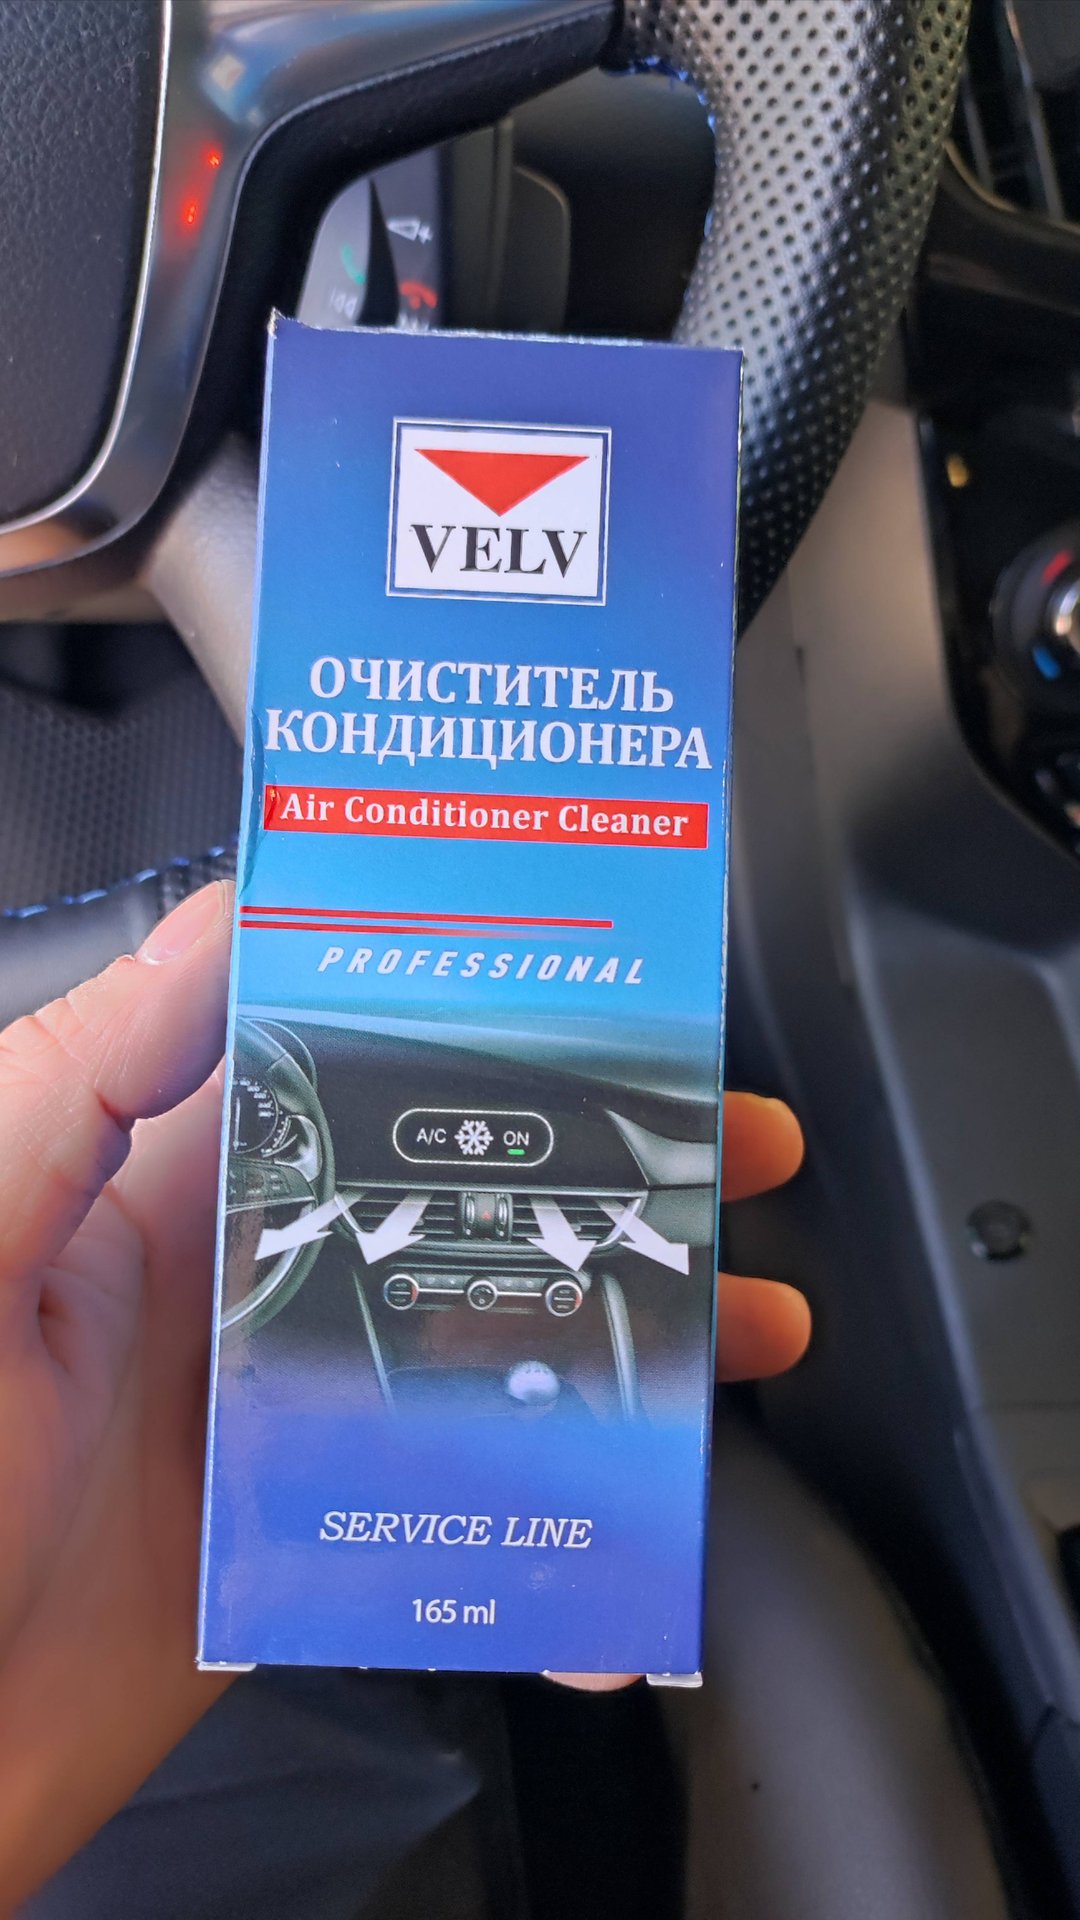 VELV
ОЧИСТИТЕЛЬ
КОНДИЦИОНЕРА
Air Conditioner Cleaner
PROFESSIONAL
A/C ON
SERVICE LINE
165 ml